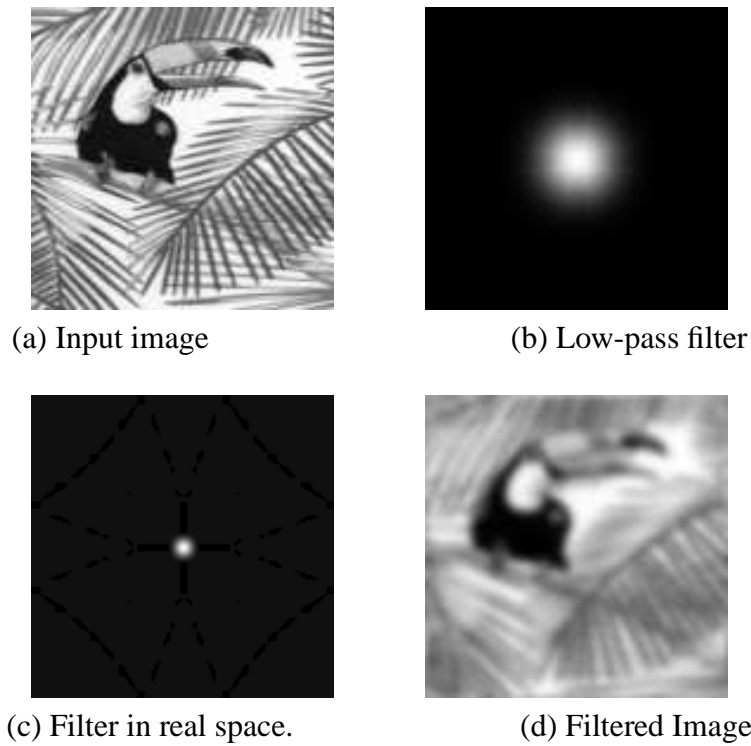 (a) Input image
(b) Low-pass filter
(c) Filter in real space.
(d) Filtered Image